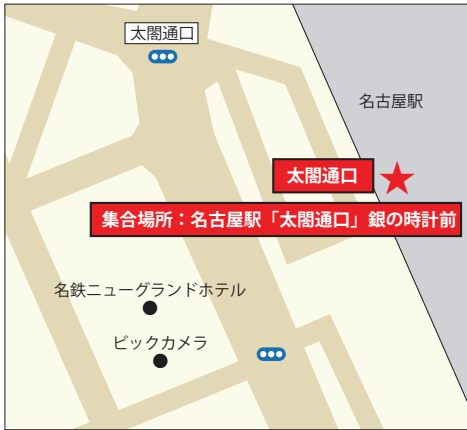 太閤通口
名古屋駅
太閤通口
集合場所：名古屋駅「太閤通口」銀の時計前
名鉄ニューグランドホテル
ビックカメラ